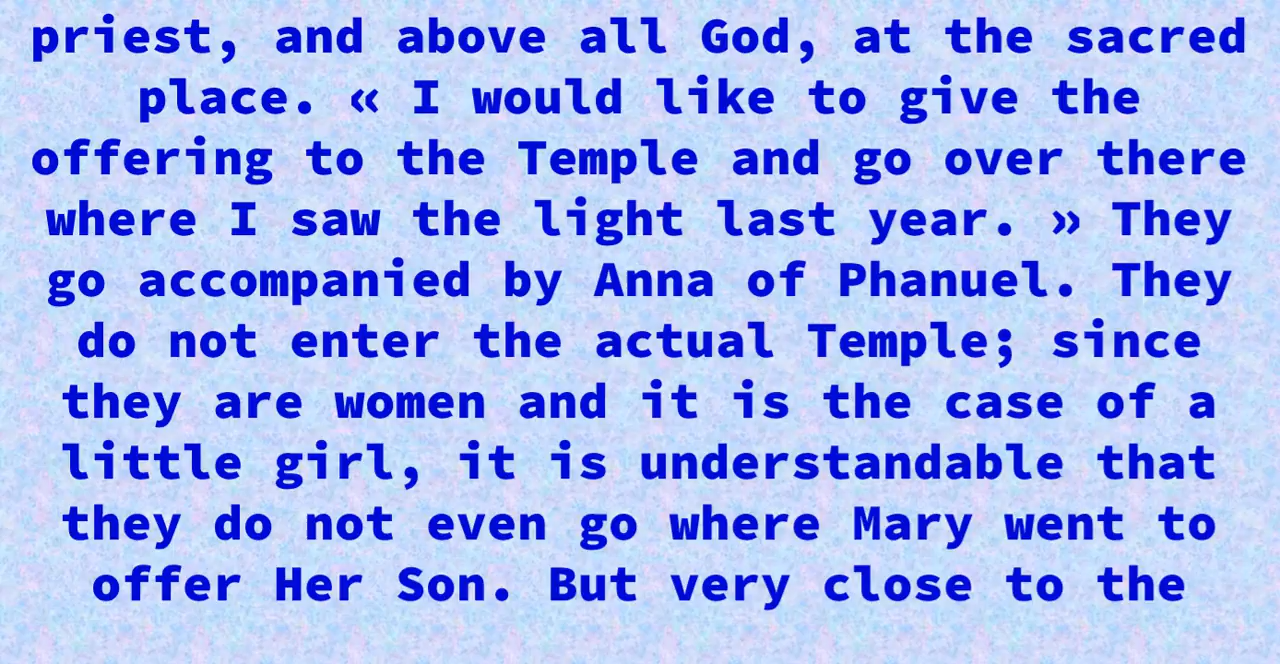 priest, and above all God, at the sacred
place. « I would like to give the
offering to the Temple and go over there
where I saw the light last year. » They
go accompanied by Anna of Phanuel. They
do not enter the actual Temple; since
they are women and it is the case of a
little girl, it is understandable that
they do not even go where Mary went to
offer Her Son. But very close to the